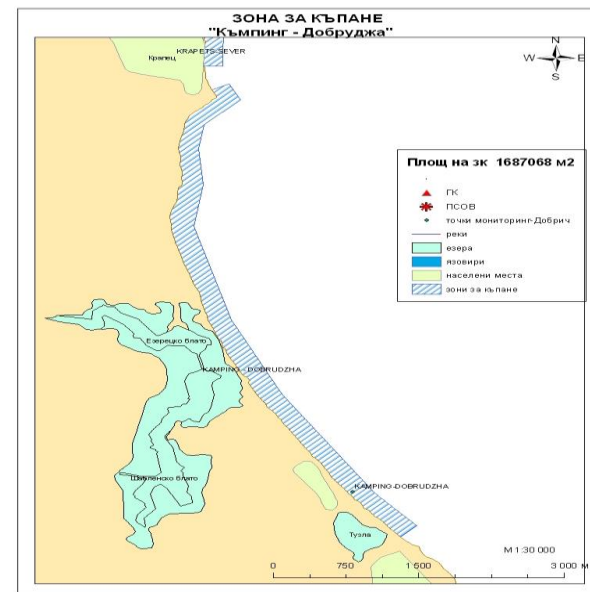 ЗОНА ЗА КЪПАНЕ
"Къмпинг - Добруджа"
KRAPETS-SEVER
Крапец
N
W E
S
Площ на зк 1687068 м2
ГК
ПСОВ
точки мониторинг-Добрич
реки
езера
язовири
населени места
зони за къпане
Езерецко блато
KAMPING - DOBRUDZHA
Шабленско блато
KAMPING-DOBRUDZHA
Тузла
М 1:30 000
0 750 1 500 3 000 М